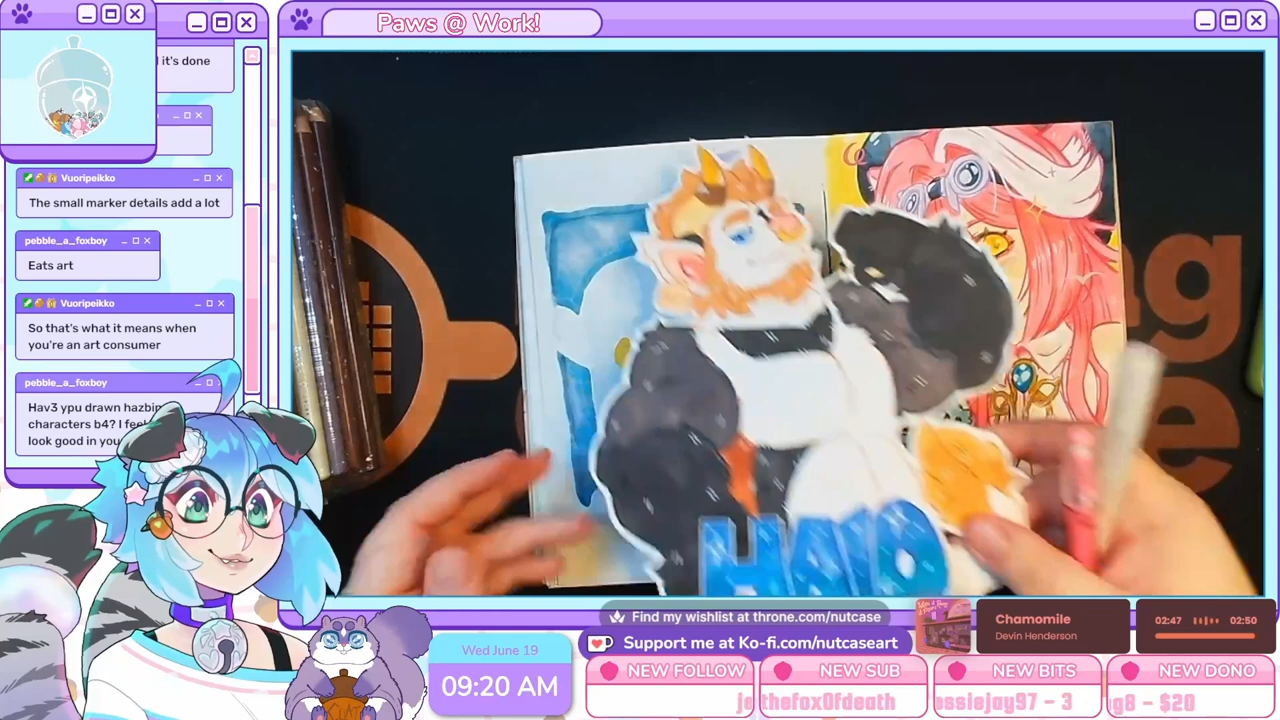 Paws @ Work!
it's done
Vuoripeikko
The small marker details add a lot
pebble_a_foxboy
Eats art
Vuoripeikko
So that's what it means when
you're an art consumer
pebble_a_foxboy
Hav3 ypu drawn hazbin
characters b4? I feel
look good in you
HALO
Find my wishlist at throne.com/nutcase
Support me at Ko-fi.com/nutcaseart
Chamomile
Devin Henderson
02:47
02:50
Wed June 19
09:20 AM
NEW FOLLOW
NEW SUB
NEW BITS
NEW DONO
thefox0fdeath
ssiejay97 - 3
g8 - $20